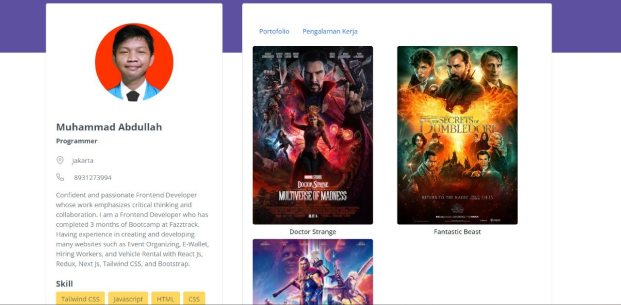 Portofolio Pengalaman Kerja
Muhammad Abdullah
Programmer
Jakarta
8931273994
Confident and passionate Frontend Developer
whose work emphasizes critical thinking and
collaboration. I am a Frontend Developer who has
completed 3 months of Bootcamp at Fazztrack.
Having experience in creating and developing
many websites such as Event Organizing, E-Wallet,
Hiring Workers, and Vehicle Rental with React Js,
Redux, Next Js, Tailwind CSS, and Bootstrap.
Skill
Tailwind CSS Javascript HTML CSS
DOCTOR STRANGE
MULTIVERSE OF MADNESS
Doctor Strange
SECRETS OF
DUMBLEDORE
RETURN TO THE MAGIC
Fantastic Beast